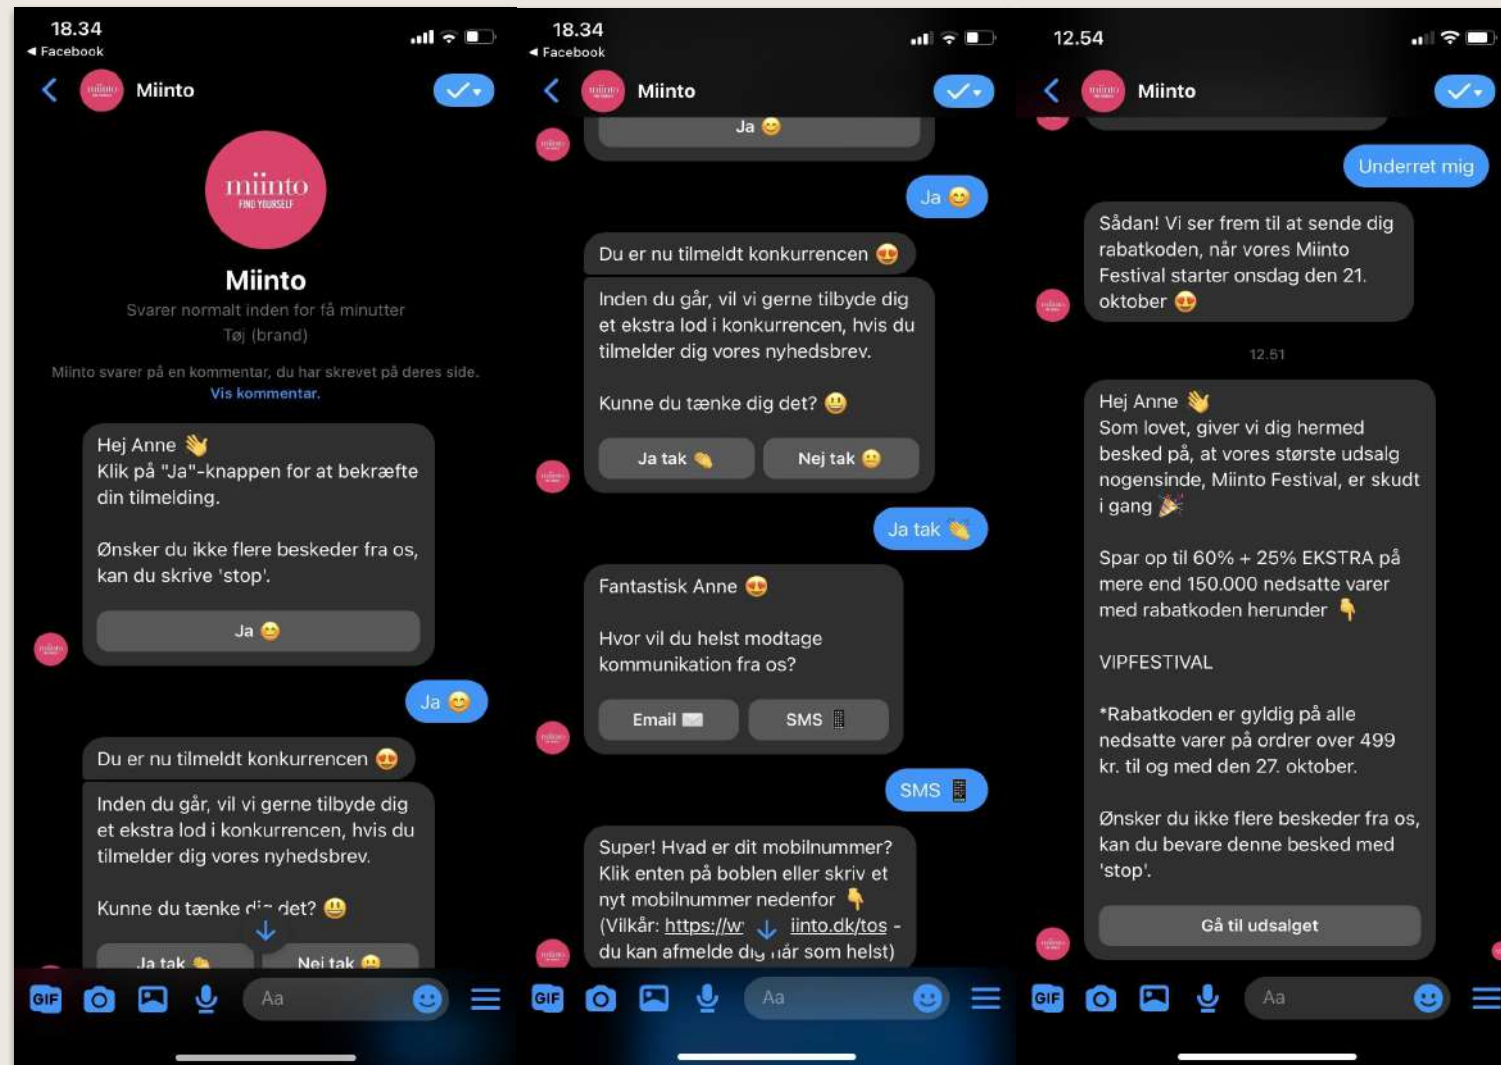 18.34
◀ Facebook
Miinto
miinto
FIND YOURSELF
Miinto
Svarer normalt inden for få minutter
Tøj (brand)
Miinto svarer på en kommentar, du har skrevet på deres side.
Vis kommentar.
Hej Anne 👋
Klik på "Ja"-knappen for at bekræfte
din tilmelding.
Ønsker du ikke flere beskeder fra os,
kan du skrive 'stop'.
Ja 😊
Ja 😊
Du er nu tilmeldt konkurrencen 😍
Inden du går, vil vi gerne tilbyde dig
et ekstra lod i konkurrencen, hvis du
tilmelder dig vores nyhedsbrev.
Kunne du tænke dig det? 😃
Ja tak 👏
Nei tak 😐
GIF
Aa
18.34
◀ Facebook
Miinto
Ja 😊
Ja 😊
Du er nu tilmeldt konkurrencen 😍
Inden du går, vil vi gerne tilbyde dig
et ekstra lod i konkurrencen, hvis du
tilmelder dig vores nyhedsbrev.
Kunne du tænke dig det? 😃
Ja tak 👏
Nej tak 😐
Ja tak 👏
Fantastisk Anne 😍
Hvor vil du helst modtage
kommunikation fra os?
Email ✉️
SMS 📱
SMS 📱
Super! Hvad er dit mobilnummer?
Klik enten på boblen eller skriv et
nyt mobilnummer nedenfor 👇
(Vilkår: https://w iinto.dk/tos -
du kan afmelde dig når som helst)
GIF
Aa
12.54
Miinto
Underret mig
Sådan! Vi ser frem til at sende dig
rabatkoden, når vores Miinto
Festival starter onsdag den 21.
oktober 😍
12.51
Hej Anne 👋
Som lovet, giver vi dig hermed
besked på, at vores største udsalg
nogensinde, Miinto Festival, er skudt
i gang 🎉
Spar op til 60% + 25% EKSTRA på
mere end 150.000 nedsatte varer
med rabatkoden herunder 👇
VIPFESTIVAL
*Rabatkoden er gyldig på alle
nedsatte varer på ordrer over 499
kr. til og med den 27. oktober.
Ønsker du ikke flere beskeder fra os,
kan du bevare denne besked med
'stop'.
Gå til udsalget
GIF
Aa